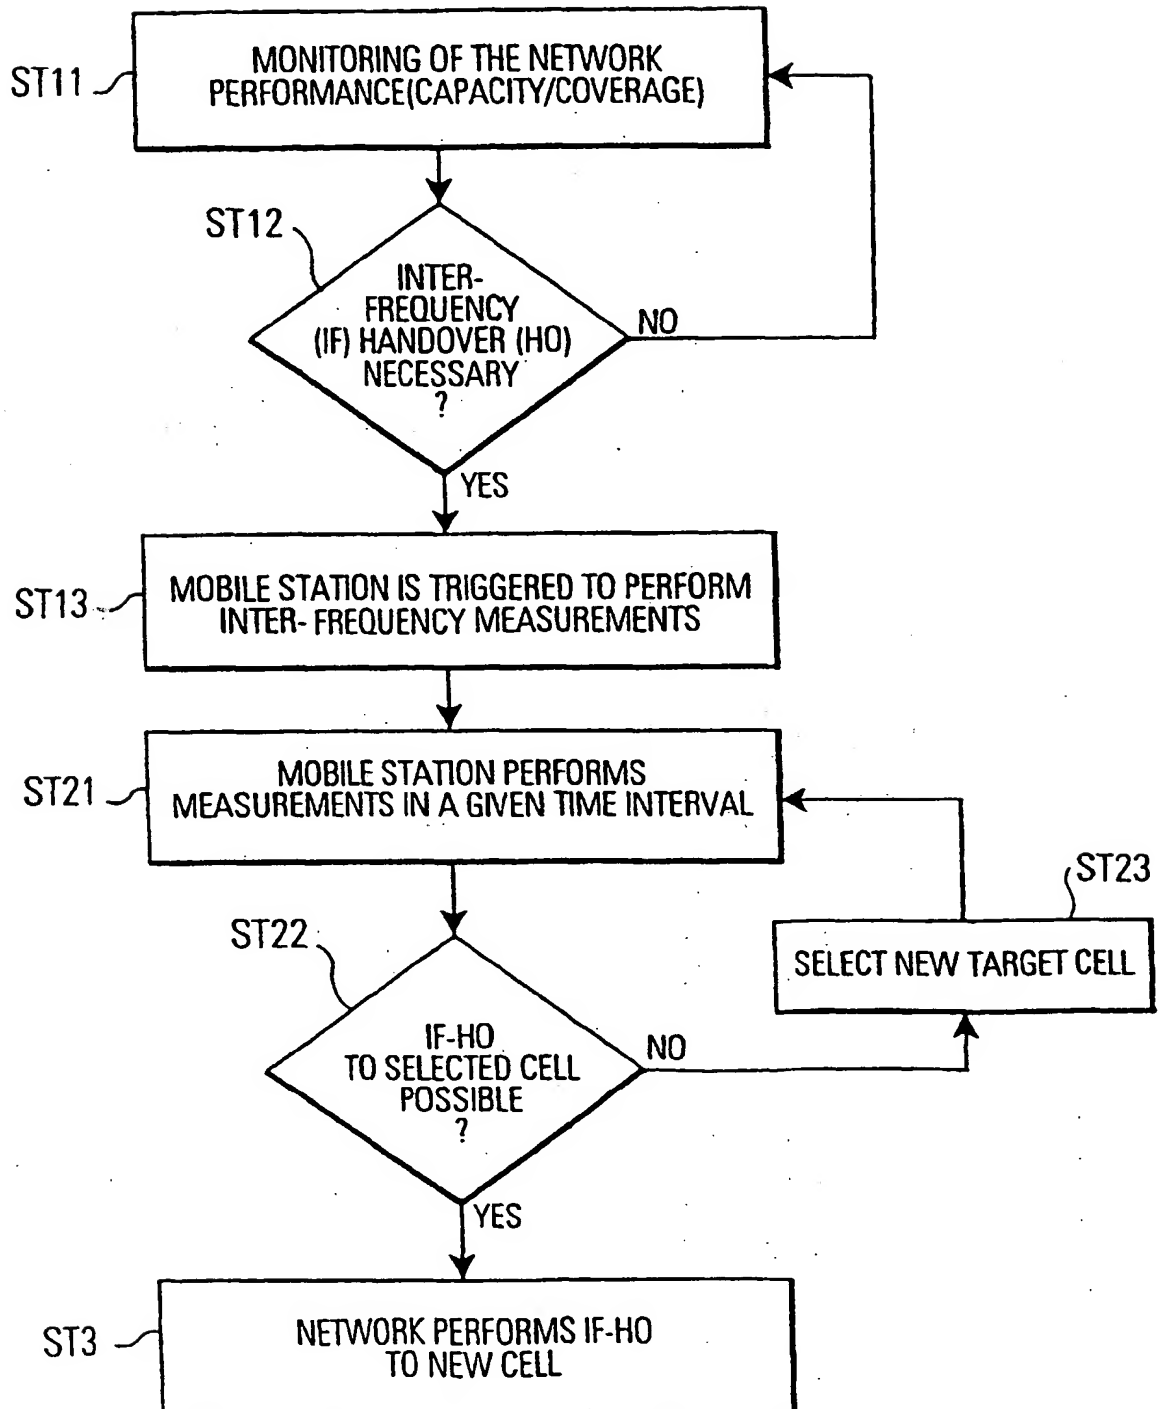 ST11
MONITORING OF THE NETWORK
PERFORMANCE(CAPACITY/COVERAGE)
ST12
INTER-
FREQUENCY
(IF) HANDOVER (HO)
NECESSARY
?
NO
YES
ST13
MOBILE STATION IS TRIGGERED TO PERFORM
INTER- FREQUENCY MEASUREMENTS
ST21
MOBILE STATION PERFORMS
MEASUREMENTS IN A GIVEN TIME INTERVAL
ST23
SELECT NEW TARGET CELL
ST22
IF-HO
TO SELECTED CELL
POSSIBLE
?
NO
YES
ST3
NETWORK PERFORMS IF-HO
TO NEW CELL